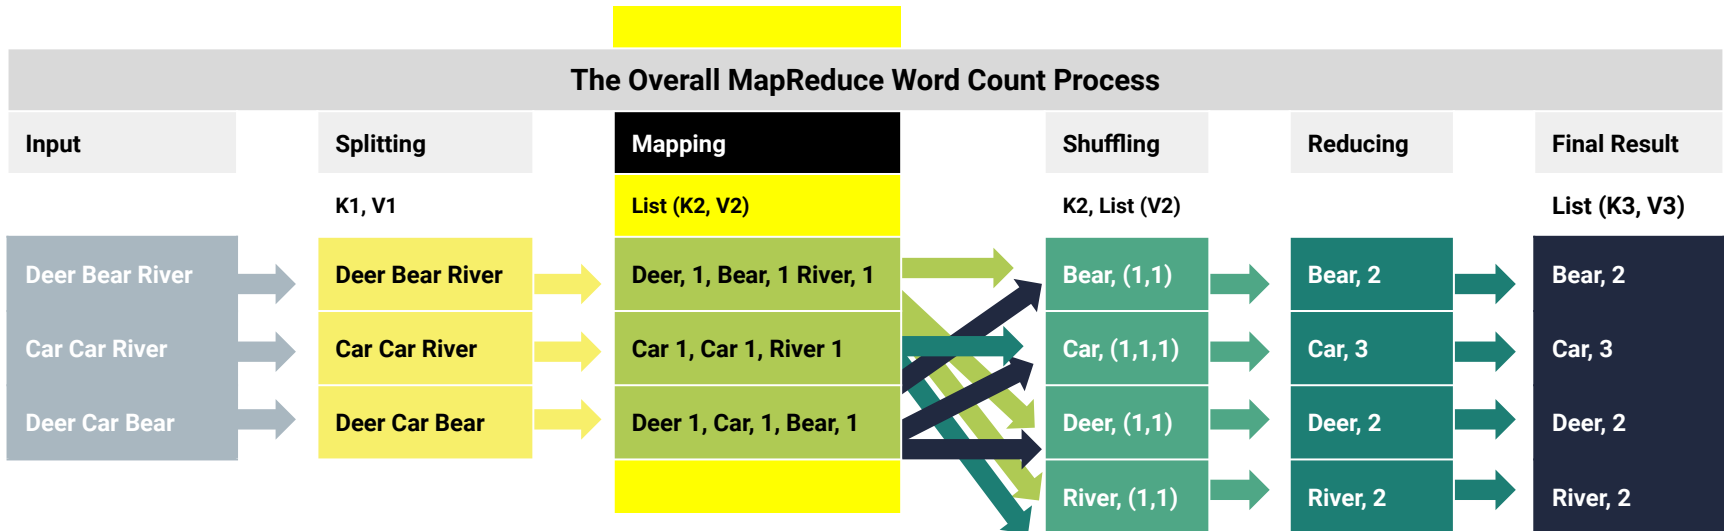 The Overall MapReduce Word Count Process
Input
Splitting
Mapping
Shuffling
Reducing
Final Result
K1, V1
List (K2, V2)
K2, List (V2)
List (K3, V3)
Deer Bear River
Deer Bear River
Deer, 1, Bear, 1 River, 1
Bear, (1,1)
Bear, 2
Bear, 2
Car Car River
Car Car River
Car 1, Car 1, River 1
Car, (1,1,1)
Car, 3
Car, 3
Deer Car Bear
Deer Car Bear
Deer 1, Car, 1, Bear, 1
Deer, (1,1)
Deer, 2
Deer, 2
River, (1,1)
River, 2
River, 2